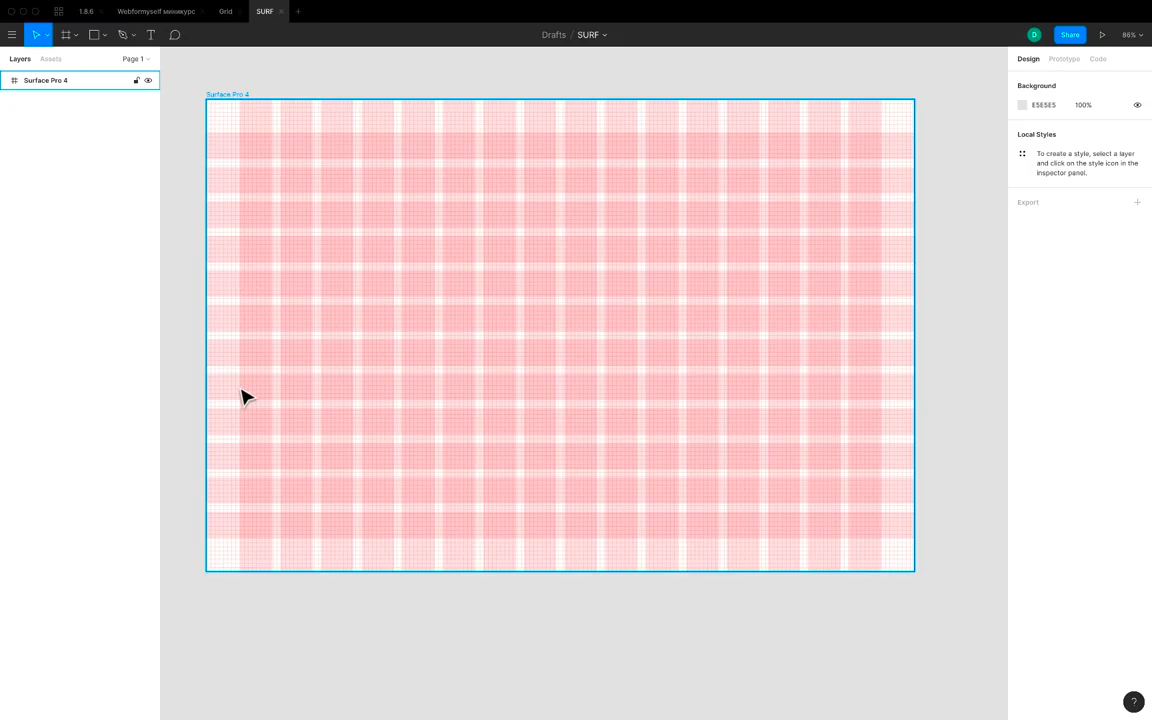 1.8.6 Webformyself миникурс Grid SURF
Drafts / SURF
D Share 86%
Layers Assets Page 1
Design Prototype Code
Surface Pro 4
Surface Pro 4
Background
E5E5E5 100%
Local Styles
To create a style, select a layer
and click on the style icon in the
inspector panel.
Export
?